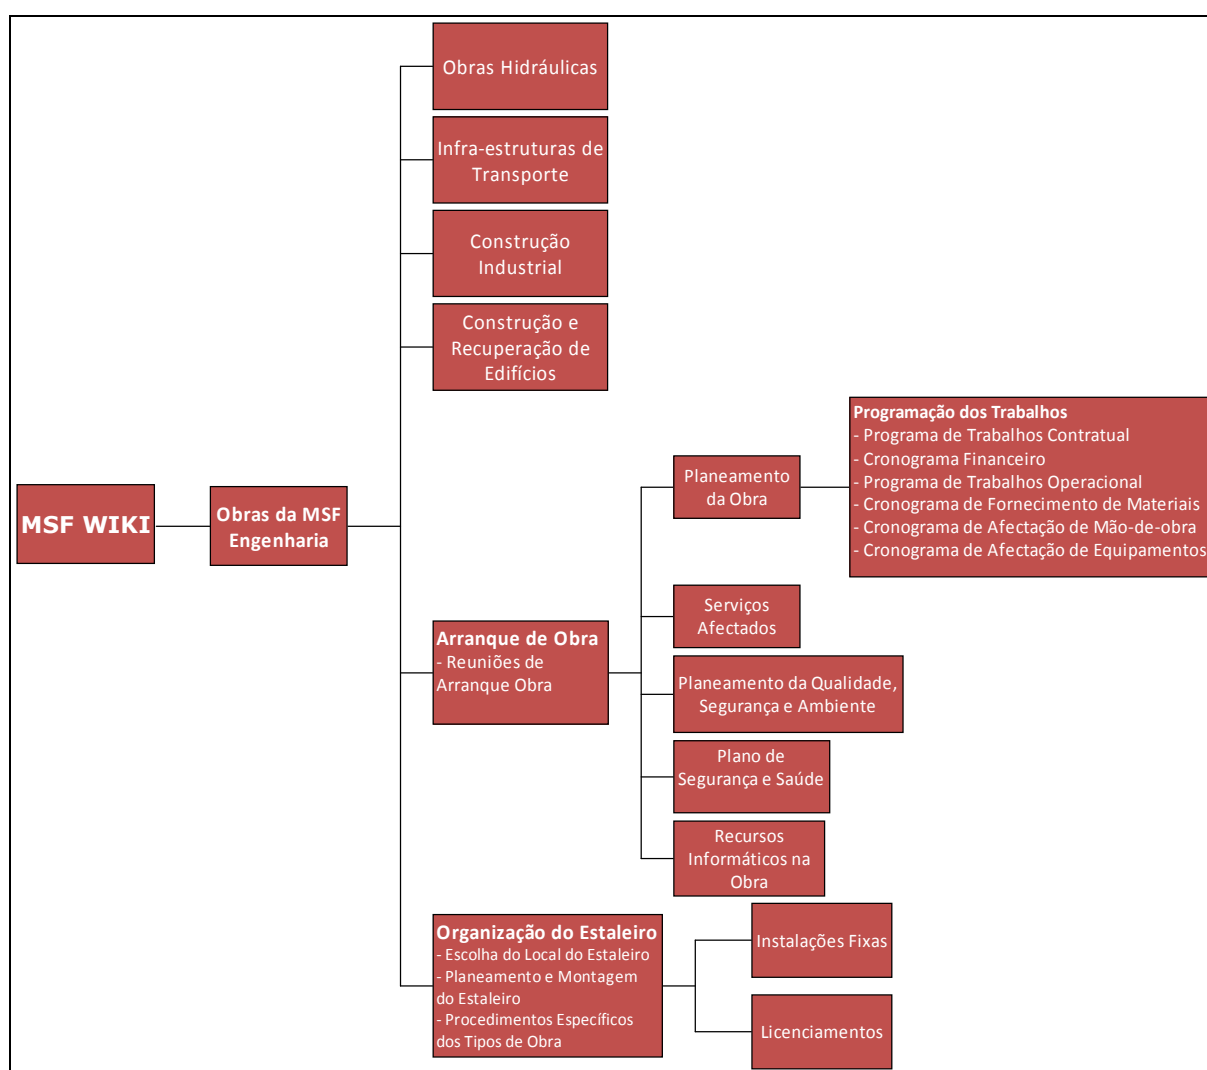 Obras Hidráulicas
Infra-estruturas de
Transporte
Construção
Industrial
Construção e
Recuperação de
Edifícios
MSF WIKI
Obras da MSF
Engenharia
Arranque de Obra
- Reuniões de
Arranque Obra
Planeamento
da Obra
Programação dos Trabalhos
- Programa de Trabalhos Contratual
- Cronograma Financeiro
- Programa de Trabalhos Operacional
- Cronograma de Fornecimento de Materiais
- Cronograma de Afectação de Mão-de-obra
- Cronograma de Afectação de Equipamentos
Serviços
Afectados
Planeamento da Qualidade,
Segurança e Ambiente
Plano de
Segurança e Saúde
Recursos
Informáticos na
Obra
Organização do Estaleiro
- Escolha do Local do Estaleiro
- Planeamento e Montagem
do Estaleiro
- Procedimentos Específicos
dos Tipos de Obra
Instalações Fixas
Licenciamentos